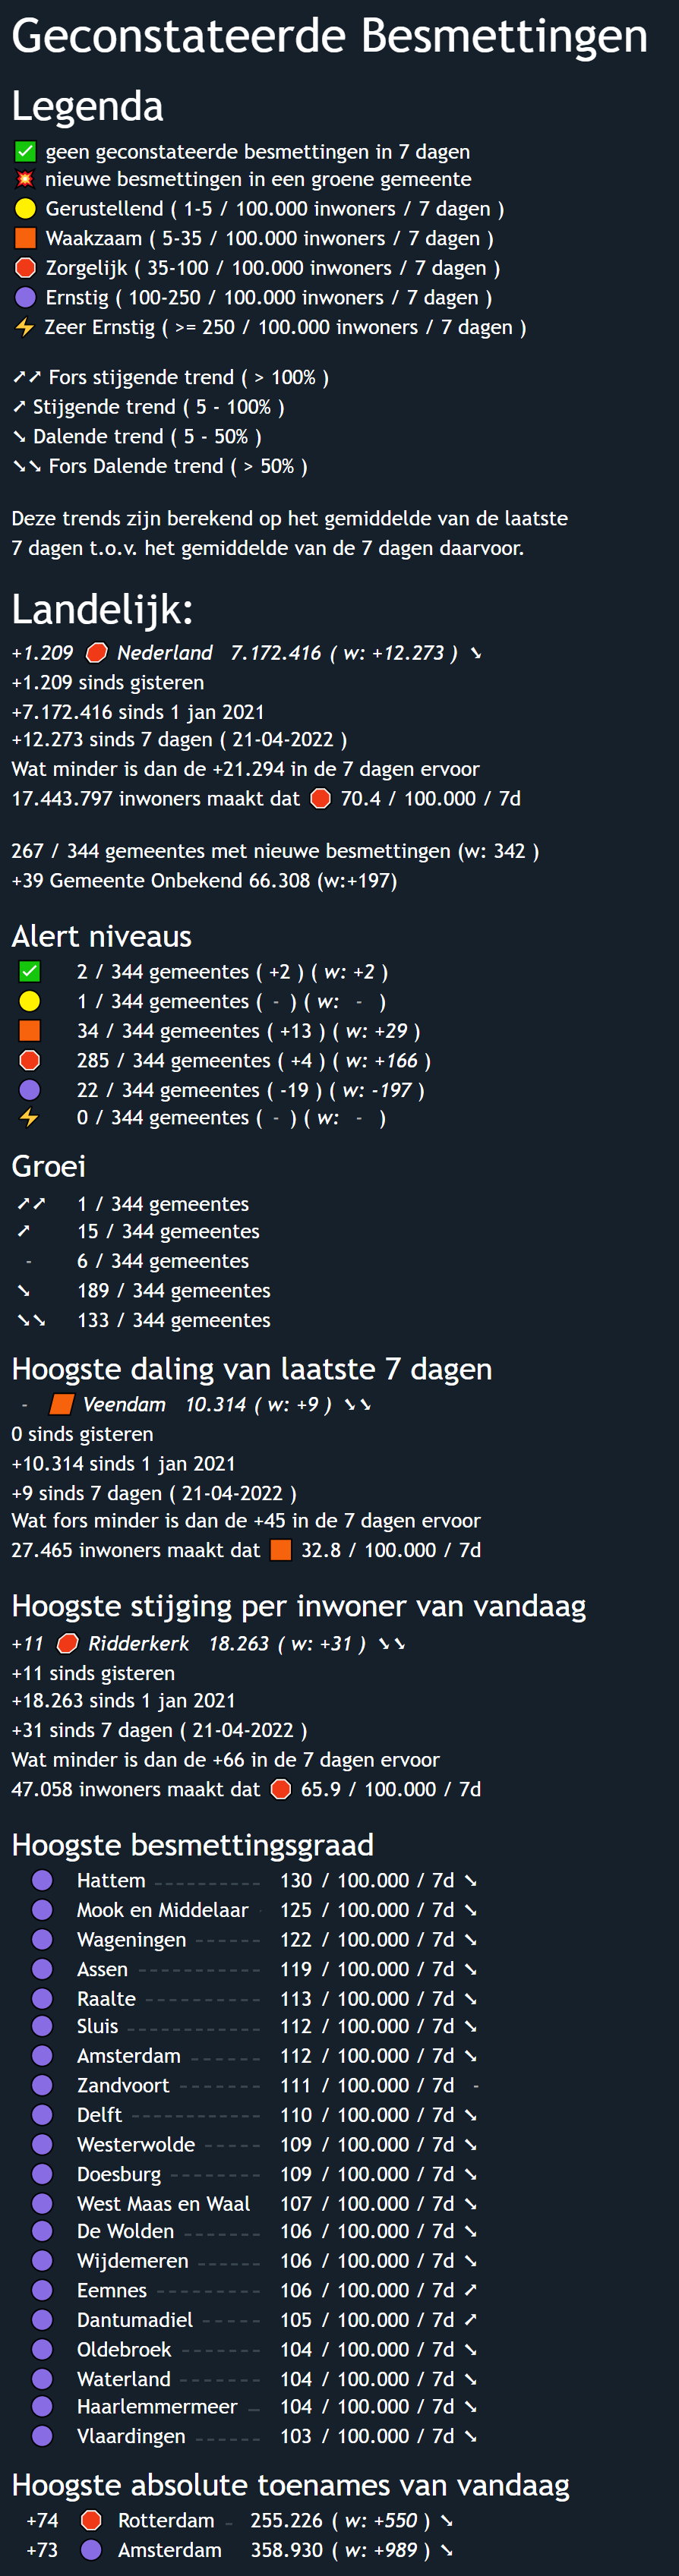 Geconstateerde Besmettingen
Legenda
✅ geen geconstateerde besmettingen in 7 dagen
💥 nieuwe besmettingen in een groene gemeente
🟡 Gerustellend ( 1-5 / 100.000 inwoners / 7 dagen )
🟧 Waakzaam ( 5-35 / 100.000 inwoners / 7 dagen )
🛑 Zorgelijk ( 35-100 / 100.000 inwoners / 7 dagen )
🟣 Ernstig ( 100-250 / 100.000 inwoners / 7 dagen )
⚡ Zeer Ernstig ( >= 250 / 100.000 inwoners / 7 dagen )
➚➚ Fors stijgende trend ( > 100% )
➚ Stijgende trend ( 5 - 100% )
➘ Dalende trend ( 5 - 50% )
➘➘ Fors Dalende trend ( > 50% )
Deze trends zijn berekend op het gemiddelde van de laatste
7 dagen t.o.v. het gemiddelde van de 7 dagen daarvoor.
Landelijk:
+1.209 🛑 Nederland 7.172.416 ( w: +12.273 ) ➘
+1.209 sinds gisteren
+7.172.416 sinds 1 jan 2021
+12.273 sinds 7 dagen ( 21-04-2022 )
Wat minder is dan de +21.294 in de 7 dagen ervoor
17.443.797 inwoners maakt dat 🛑 70.4 / 100.000 / 7d
267 / 344 gemeentes met nieuwe besmettingen (w: 342 )
+39 Gemeente Onbekend 66.308 (w:+197)
Alert niveaus
✅ 2 / 344 gemeentes ( +2 ) ( w: +2 )
🟡 1 / 344 gemeentes ( - ) ( w: - )
🟧 34 / 344 gemeentes ( +13 ) ( w: +29 )
🛑 285 / 344 gemeentes ( +4 ) ( w: +166 )
🟣 22 / 344 gemeentes ( -19 ) ( w: -197 )
⚡ 0 / 344 gemeentes ( - ) ( w: - )
Groei
➚➚ 1 / 344 gemeentes
➚ 15 / 344 gemeentes
- 6 / 344 gemeentes
➘ 189 / 344 gemeentes
➘➘ 133 / 344 gemeentes
Hoogste daling van laatste 7 dagen
- 🟧 Veendam 10.314 ( w: +9 ) ➘➘
0 sinds gisteren
+10.314 sinds 1 jan 2021
+9 sinds 7 dagen ( 21-04-2022 )
Wat fors minder is dan de +45 in de 7 dagen ervoor
27.465 inwoners maakt dat 🟧 32.8 / 100.000 / 7d
Hoogste stijging per inwoner van vandaag
+11 🛑 Ridderkerk 18.263 ( w: +31 ) ➘➘
+11 sinds gisteren
+18.263 sinds 1 jan 2021
+31 sinds 7 dagen ( 21-04-2022 )
Wat minder is dan de +66 in de 7 dagen ervoor
47.058 inwoners maakt dat 🛑 65.9 / 100.000 / 7d
Hoogste besmettingsgraad
🟣 Hattem ---------- 130 / 100.000 / 7d ➘
🟣 Mook en Middelaar - 125 / 100.000 / 7d ➘
🟣 Wageningen ------ 122 / 100.000 / 7d ➘
🟣 Assen ----------- 119 / 100.000 / 7d ➘
🟣 Raalte ---------- 113 / 100.000 / 7d ➘
🟣 Sluis ------------ 112 / 100.000 / 7d ➘
🟣 Amsterdam ------ 112 / 100.000 / 7d ➘
🟣 Zandvoort ------- 111 / 100.000 / 7d -
🟣 Delft ------------ 110 / 100.000 / 7d ➘
🟣 Westerwolde ----- 109 / 100.000 / 7d ➘
🟣 Doesburg -------- 109 / 100.000 / 7d ➘
🟣 West Maas en Waal 107 / 100.000 / 7d ➘
🟣 De Wolden ------- 106 / 100.000 / 7d ➘
🟣 Wijdemeren ------ 106 / 100.000 / 7d ➘
🟣 Eemnes ---------- 106 / 100.000 / 7d ➚
🟣 Dantumadiel ----- 105 / 100.000 / 7d ➚
🟣 Oldebroek ------- 104 / 100.000 / 7d ➘
🟣 Waterland ------- 104 / 100.000 / 7d ➘
🟣 Haarlemmermeer - 104 / 100.000 / 7d ➘
🟣 Vlaardingen ------ 103 / 100.000 / 7d ➘
Hoogste absolute toenames van vandaag
+74 🛑 Rotterdam - 255.226 ( w: +550 ) ➘
+73 🟣 Amsterdam 358.930 ( w: +989 ) ➘